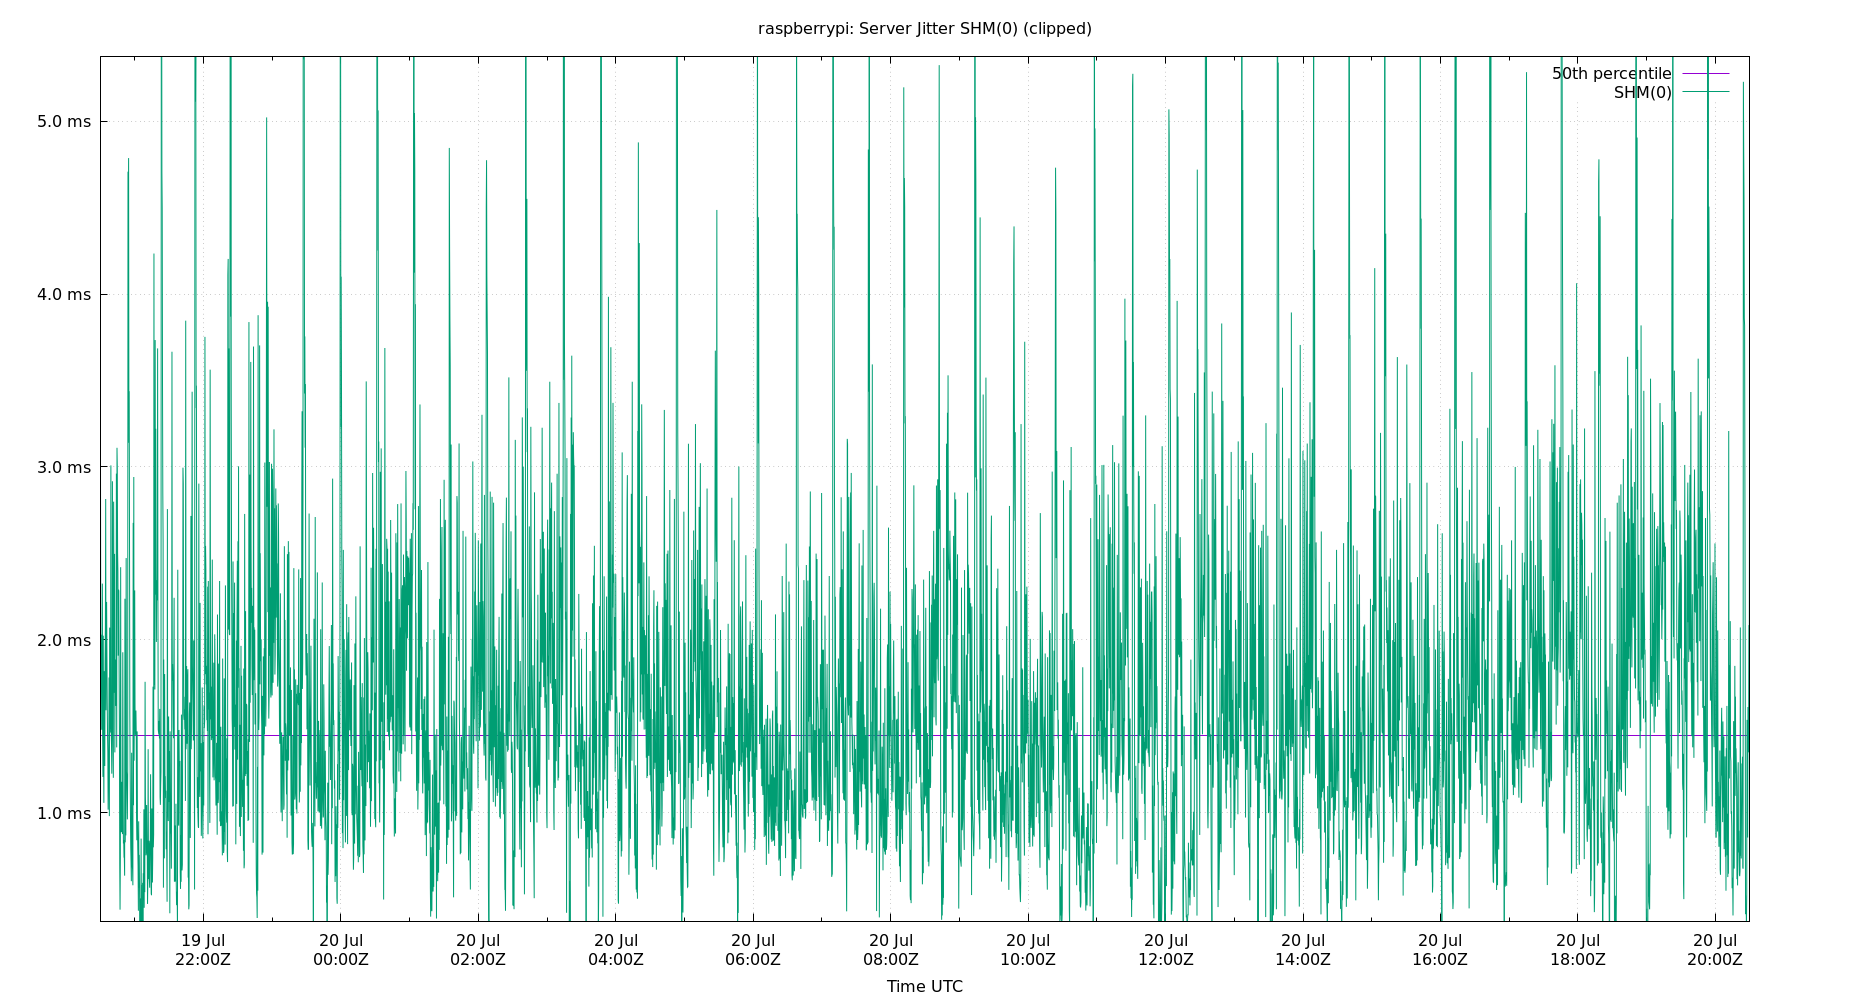 raspberrypi: Server Jitter SHM(0) (clipped)
50th percentile
SHM(0)
5.0 ms
4.0 ms
3.0 ms
2.0 ms
1.0 ms
19 Jul 20 Jul 20 Jul 20 Jul 20 Jul 20 Jul 20 Jul 20 Jul 20 Jul 20 Jul 20 Jul 20 Jul
22:00Z 00:00Z 02:00Z 04:00Z 06:00Z 08:00Z 10:00Z 12:00Z 14:00Z 16:00Z 18:00Z 20:00Z
Time UTC